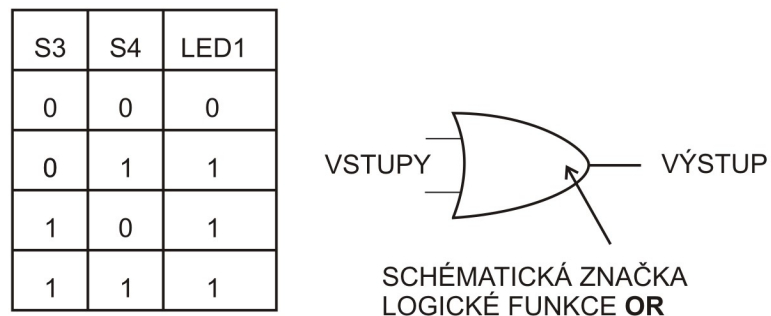 S3 S4 LED1
0 0 0
0 1 1
1 0 1
1 1 1
VSTUPY
VÝSTUP
SCHÉMATICKÁ ZNAČKA
LOGICKÉ FUNKCE OR